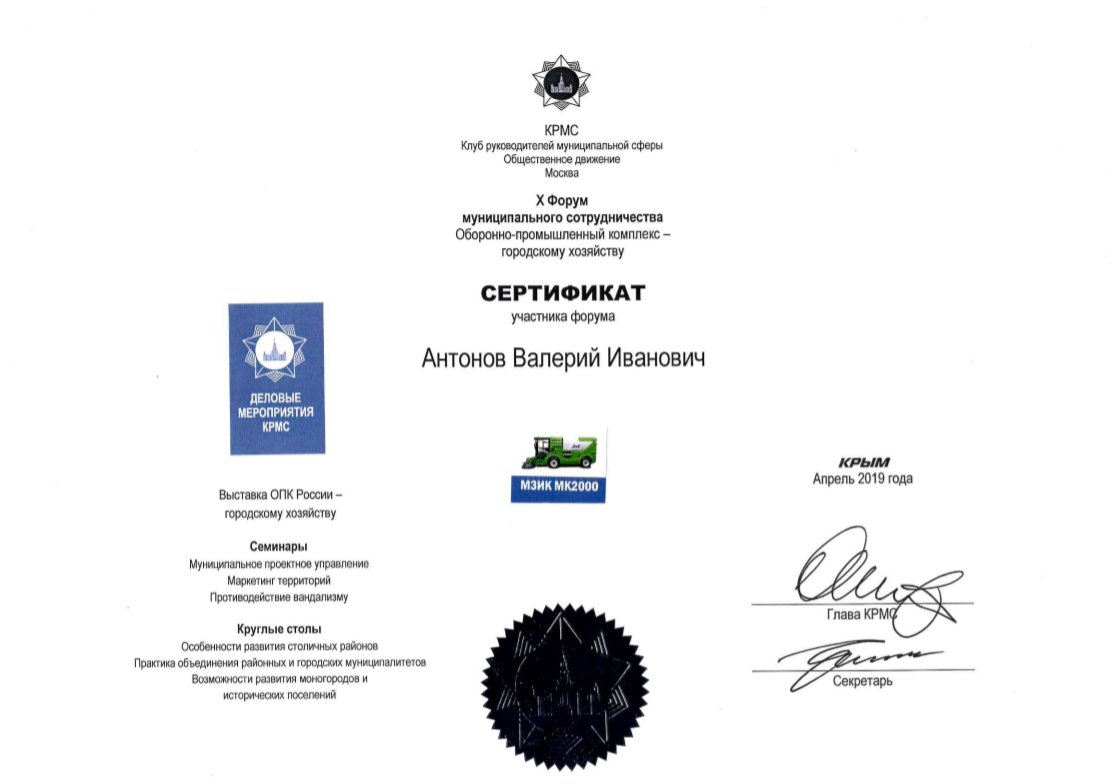 КРМС
Клуб руководителей муниципальной сферы
Общественное движение
Москва
X Форум
муниципального сотрудничества
Оборонно-промышленный комплекс –
городскому хозяйству
СЕРТИФИКАТ
участника форума
Антонов Валерий Иванович
ДЕЛОВЫЕ
МЕРОПРИЯТИЯ
КРМС
МЗИК МК2000
Выставка ОПК России –
городскому хозяйству
Семинары
Муниципальное проектное управление
Маркетинг территорий
Противодействие вандализму
Круглые столы
Особенности развития столичных районов
Практика объединения районных и городских муниципалитетов
Возможности развития моногородов и
исторических поселений
КРЫМ
Апрель 2019 года
Глава КРМС
Секретарь